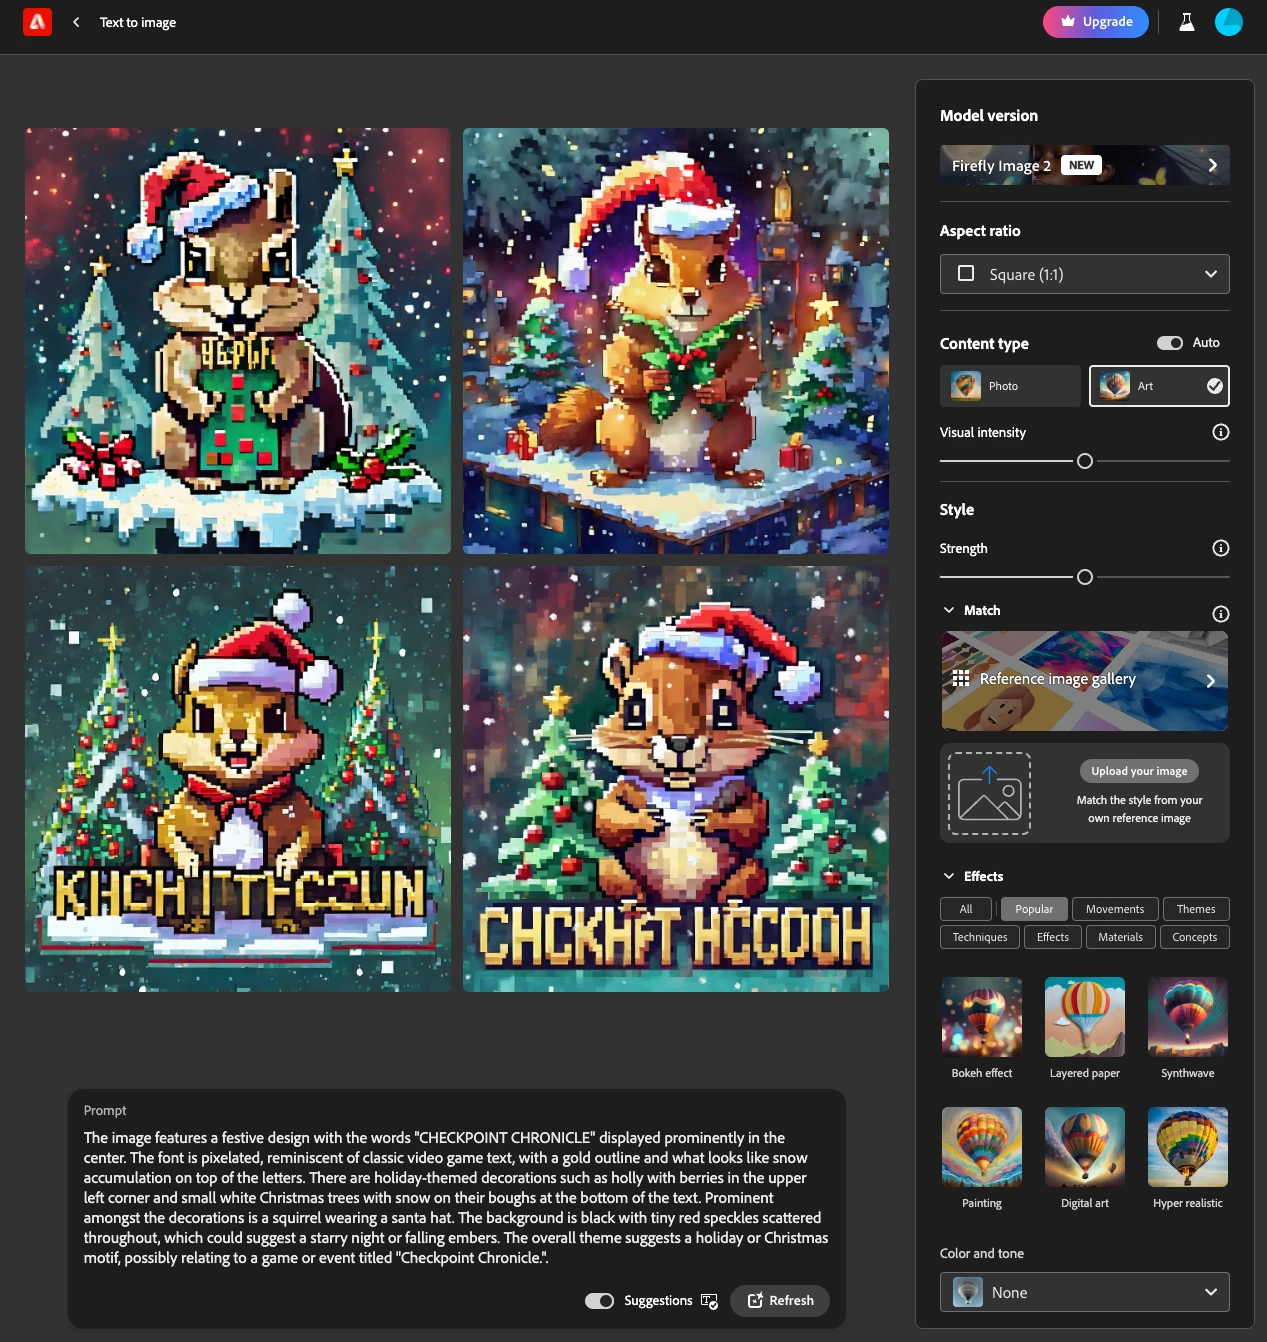 Text to image
Upgrade
Model version
Firefly Image 2 NEW
Aspect ratio
Square (1:1)
Content type
Auto
Photo
Art
Visual intensity
Style
Strength
Match
Reference image gallery
Upload your image
Match the style from your
own reference image
Effects
All
Popular
Movements
Themes
Techniques
Effects
Materials
Concepts
Bokeh effect
Layered paper
Synthwave
Painting
Digital art
Hyper realistic
Color and tone
None
CHCKHFT HCCOOH
Prompt
The image features a festive design with the words "CHECKPOINT CHRONICLE" displayed prominently in the
center. The font is pixelated, reminiscent of classic video game text, with a gold outline and what looks like snow
accumulation on top of the letters. There are holiday-themed decorations such as holly with berries in the upper
left corner and small white Christmas trees with snow on their boughs at the bottom of the text. Prominent
amongst the decorations is a squirrel wearing a santa hat. The background is black with tiny red speckles scattered
throughout, which could suggest a starry night or falling embers. The overall theme suggests a holiday or Christmas
motif, possibly relating to a game or event titled "Checkpoint Chronicle.".
Suggestions
Refresh